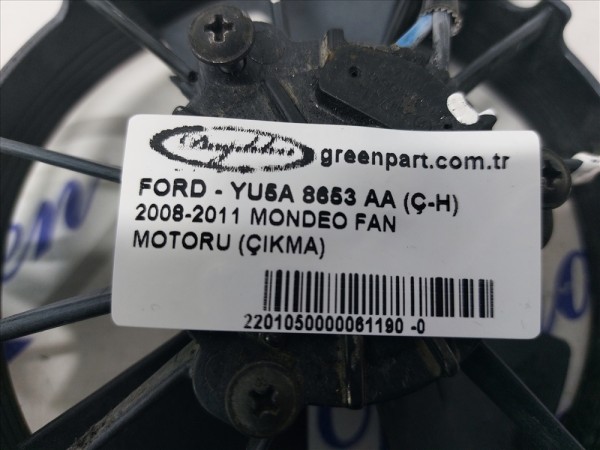 greenpart.com.tr
FORD - YU5A 8653 AA (Ç-H)
2008-2011 MONDEO FAN
MOTORU (ÇIKMA)
2201050000061190 -0